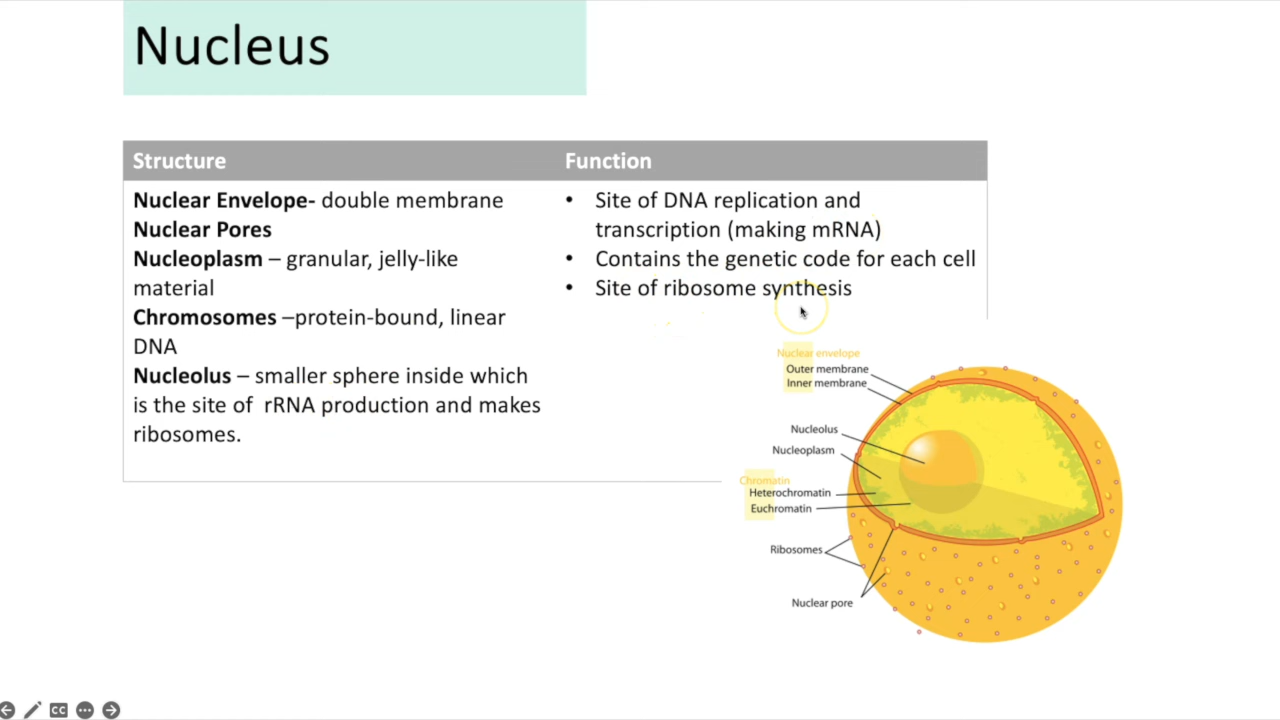 Nucleus
Structure
Function
Nuclear Envelope- double membrane
Nuclear Pores
Nucleoplasm – granular, jelly-like
material
Chromosomes –protein-bound, linear
DNA
Nucleolus – smaller sphere inside which
is the site of  rRNA production and makes
ribosomes.
• Site of DNA replication and
transcription (making mRNA)
• Contains the genetic code for each cell
• Site of ribosome synthesis
Nuclear envelope
Outer membrane
Inner membrane
Nucleolus
Nucleoplasm
Chromatin
Heterochromatin
Euchromatin
Ribosomes
Nuclear pore
CC